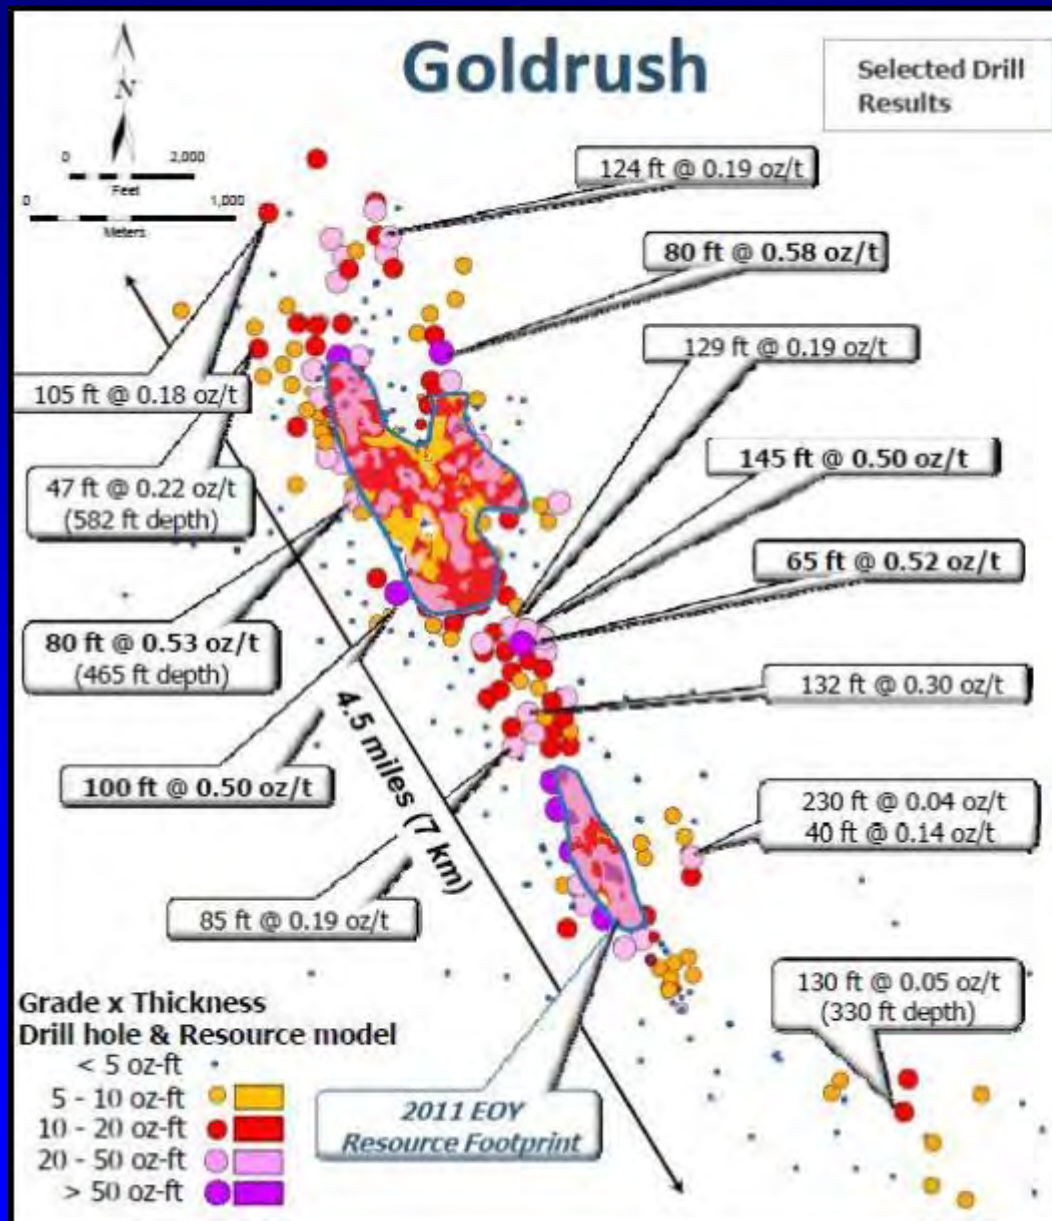 Goldrush
Selected Drill
Results
N
0 2,000
Feet
0 1,000
Meters
124 ft @ 0.19 oz/t
80 ft @ 0.58 oz/t
129 ft @ 0.19 oz/t
105 ft @ 0.18 oz/t
145 ft @ 0.50 oz/t
47 ft @ 0.22 oz/t
(582 ft depth)
65 ft @ 0.52 oz/t
80 ft @ 0.53 oz/t
(465 ft depth)
132 ft @ 0.30 oz/t
4.5 miles (7 km)
100 ft @ 0.50 oz/t
230 ft @ 0.04 oz/t
40 ft @ 0.14 oz/t
85 ft @ 0.19 oz/t
130 ft @ 0.05 oz/t
(330 ft depth)
Grade x Thickness
Drill hole & Resource model
< 5 oz-ft
5 - 10 oz-ft
10 - 20 oz-ft
20 - 50 oz-ft
> 50 oz-ft
2011 EOY
Resource Footprint